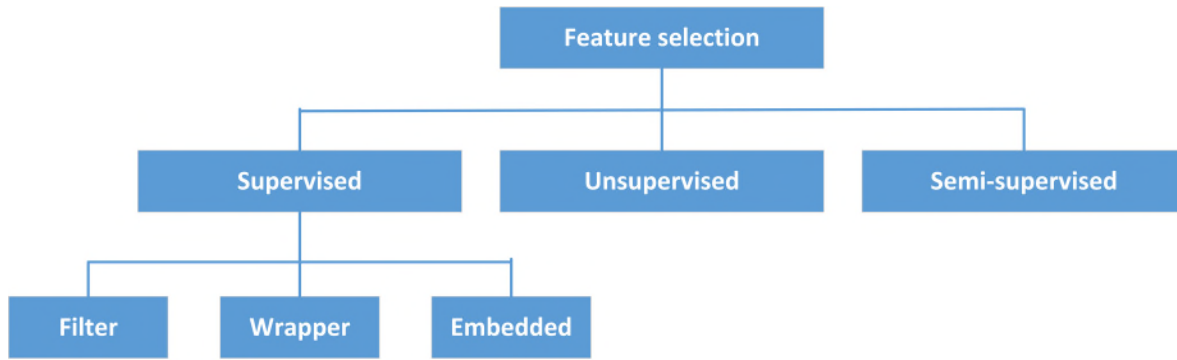 Feature selection
Supervised
Unsupervised
Semi-supervised
Filter
Wrapper
Embedded